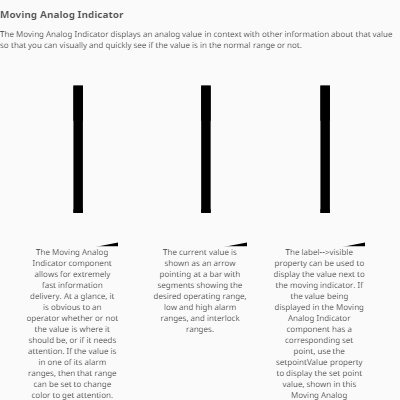 Moving Analog Indicator
The Moving Analog Indicator displays an analog value in context with other information about that value
so that you can visually and quickly see if the value is in the normal range or not.
The Moving Analog
Indicator component
allows for extremely
fast information
delivery. At a glance, it
is obvious to an
operator whether or not
the value is where it
should be, or if it needs
attention. If the value is
in one of its alarm
ranges, then that range
can be set to change
color to get attention.
The current value is
shown as an arrow
pointing at a bar with
segments showing the
desired operating range,
low and high alarm
ranges, and interlock
ranges.
The label-->visible
property can be used to
display the value next to
the moving indicator. If
the value being
displayed in the Moving
Analog Indicator
component has a
corresponding set
point, use the
setpointValue property
to display the set point
value, shown in this
Moving Analog